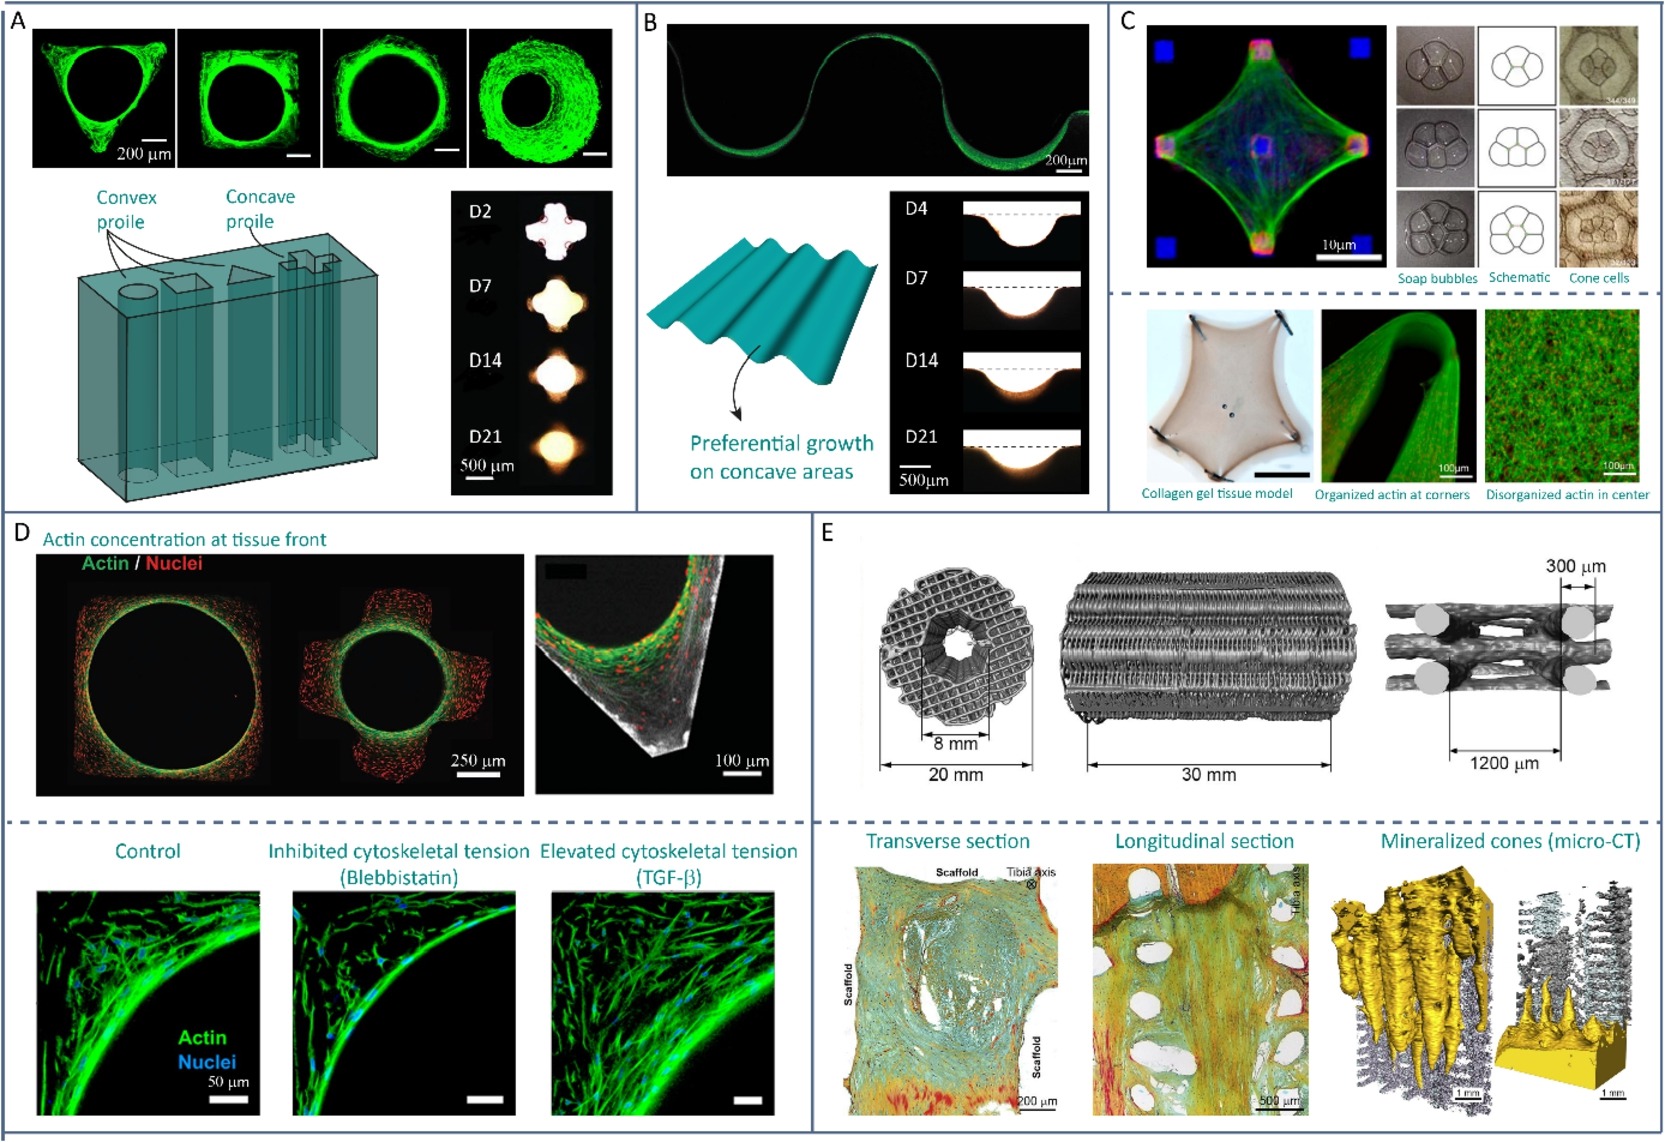 A
200 μm
Convex
proile
Concave
proile
D2
D7
D14
D21
500 μm
B
200μm
D4
D7
D14
D21
500μm
Preferential growth
on concave areas
C
10μm
344/349
Soap bubbles
Schematic
Cone cells
100μm
100μm
Collagen gel tissue model
Organized actin at corners
Disorganized actin in center
D
Actin concentration at tissue front
Actin / Nuclei
250 μm
100 μm
Control
Inhibited cytoskeletal tension
(Blebbistatin)
Elevated cytoskeletal tension
(TGF-β)
Actin
Nuclei
50 μm
E
300 μm
8 mm
20 mm
30 mm
1200 μm
Transverse section
Longitudinal section
Mineralized cones (micro-CT)
Scaffold
Tibia axis
Scaffold
Scaffold
200 μm
Tibia axis
500 μm
1 mm
1 mm